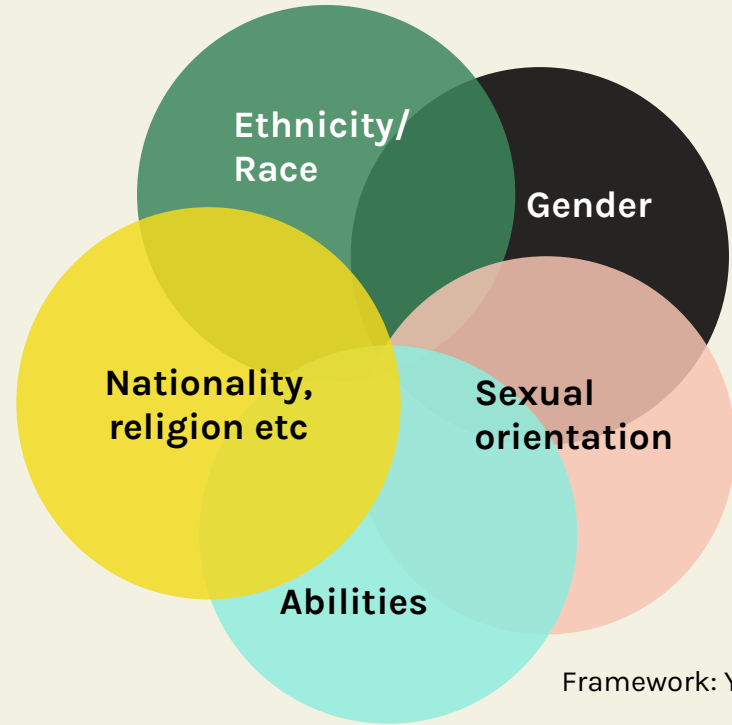 Ethnicity/
Race
Gender
Nationality,
religion etc
Sexual
orientation
Abilities
Framework: Y